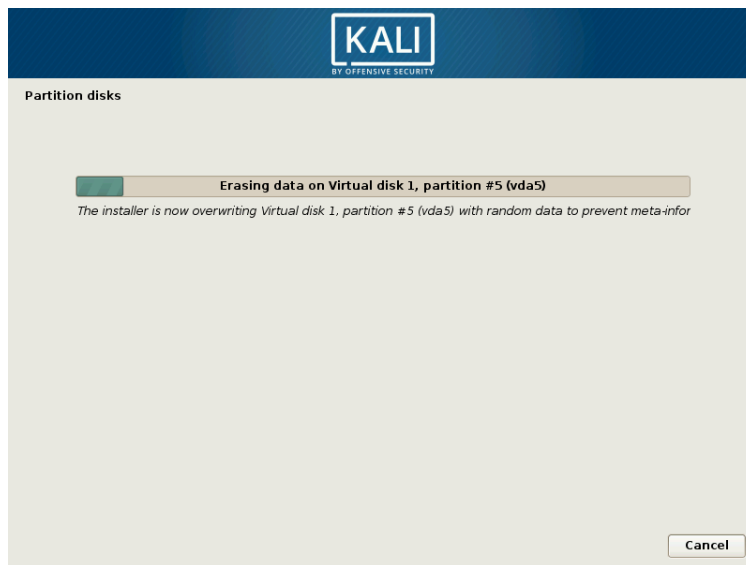 KALI
BY OFFENSIVE SECURITY
Partition disks
Erasing data on Virtual disk 1, partition #5 (vda5)
The installer is now overwriting Virtual disk 1, partition #5 (vda5) with random data to prevent meta-infor
Cancel